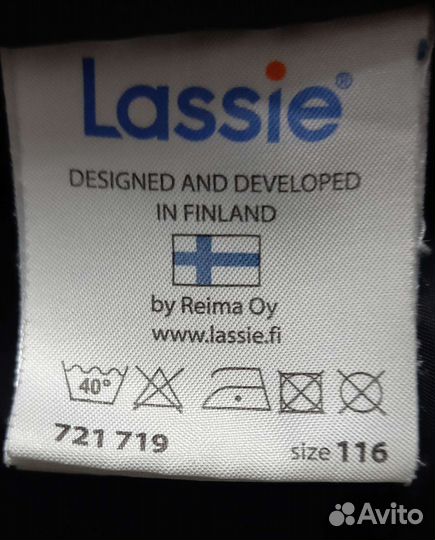 Lassie®
DESIGNED AND DEVELOPED
IN FINLAND
by Reima Oy
www.lassie.fi
40°
721 719 size 116
Avito